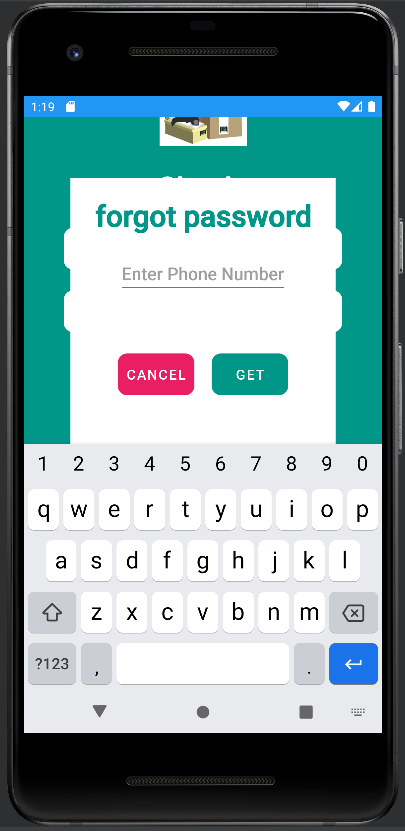 1:19
forgot password
Enter Phone Number
CANCEL GET
1 2 3 4 5 6 7 8 9 0
q w e r t y u i o p
a s d f g h j k l
z x c v b n m
?123 , .